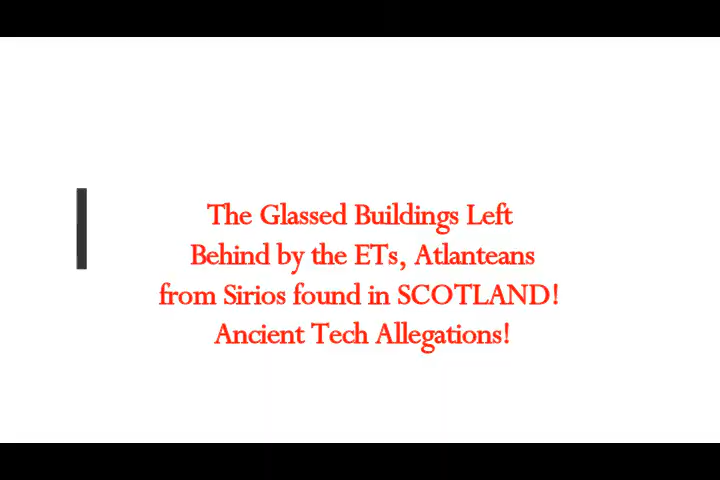 The Glassed Buildings Left
Behind by the ETs, Atlanteans
from Sirios found in SCOTLAND!
Ancient Tech Allegations!